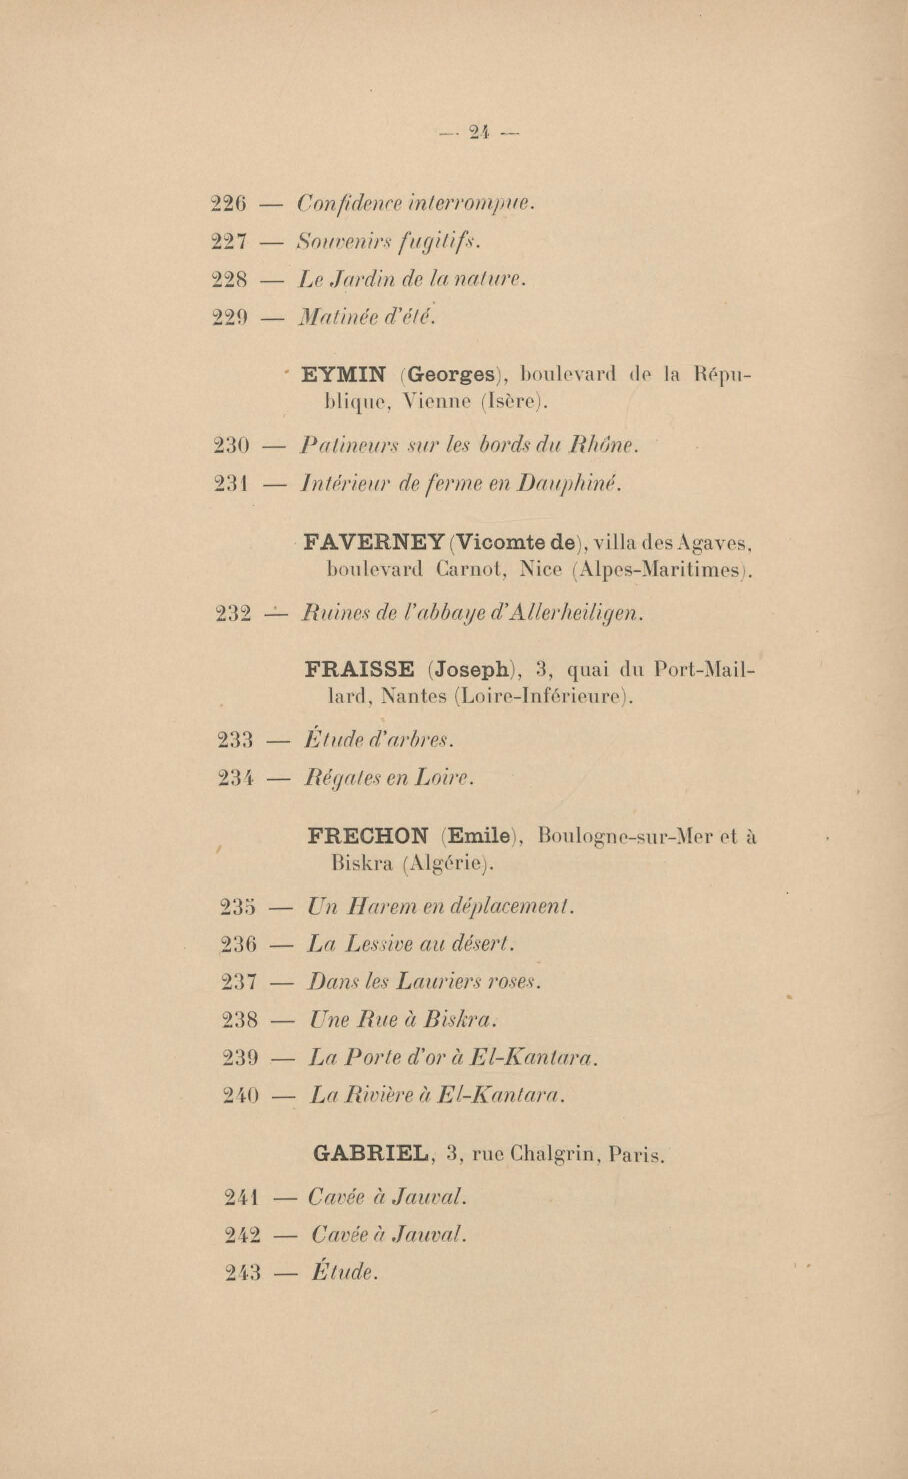 — 24 —
226 — Confidence interrompue.
227 — Souvenirs fugitifs.
228 — Le Jardin de la nature.
229 — Matinée d'été.
EYMIN (Georges), boulevard de la Répu-
blique, Vienne (Isère).
230 — Patineurs sur les bords du Rhône.
231 — Intérieur de ferme en Dauphiné.
FAVERNEY (Vicomte de), villa des Agaves,
boulevard Carnot, Nice (Alpes-Maritimes).
232 — Ruines de l'abbaye d'Allerheiligen.
FRAISSE (Joseph), 3, quai du Port-Mail-
lard, Nantes (Loire-Inférieure).
233 — Étude d'arbres.
234 — Régates en Loire.
FRECHON (Emile), Boulogne-sur-Mer et à
Biskra (Algérie).
235 — Un Harem en déplacement.
236 — La Lessive au désert.
237 — Dans les Lauriers roses.
238 — Une Rue à Biskra.
239 — La Porte d'or à El-Kantara.
240 — La Rivière à El-Kantara.
GABRIEL, 3, rue Chalgrin, Paris.
241 — Cavée à Jauval.
242 — Cavée à Jauval.
243 — Étude.